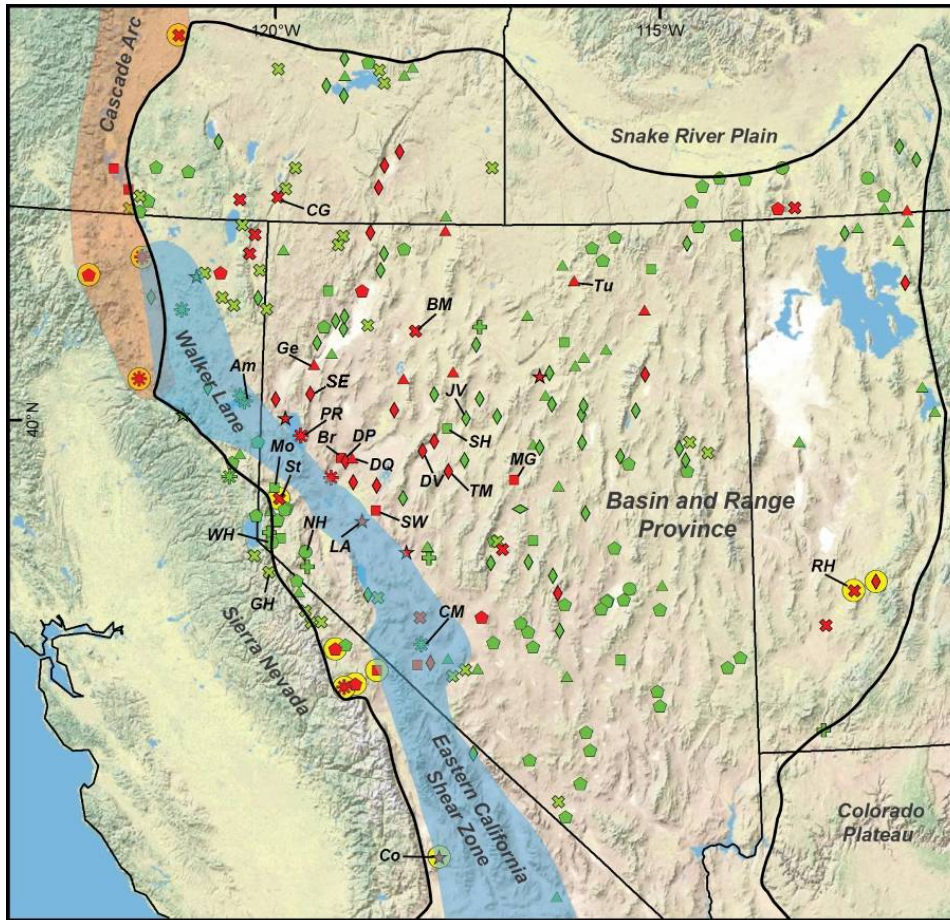 120°W
115°W
Cascade Arc
Snake River Plain
CG
Tu
BM
Walker Lane
Ge
Am
SE
JV
40°N
PR
Br
DP
SH
Mo
DQ
St
DV
TM
MG
Basin and Range
Province
SW
WH
NH
LA
RH
GH
CM
Sierra Nevada
Eastern California
Shear Zone
Colorado
Plateau
Co